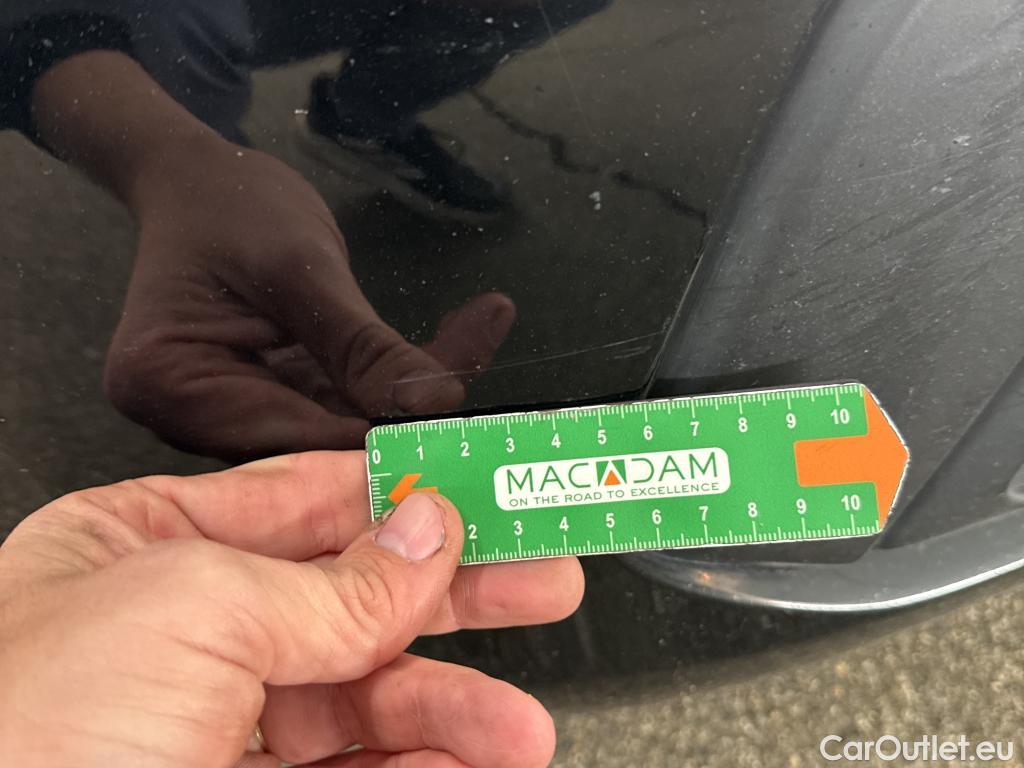 0 1 2 3 4 5 6 7 8 9 10
MACADAM
ON THE ROAD TO EXCELLENCE
2 3 4 5 6 7 8 9 10
CarOutlet.eu